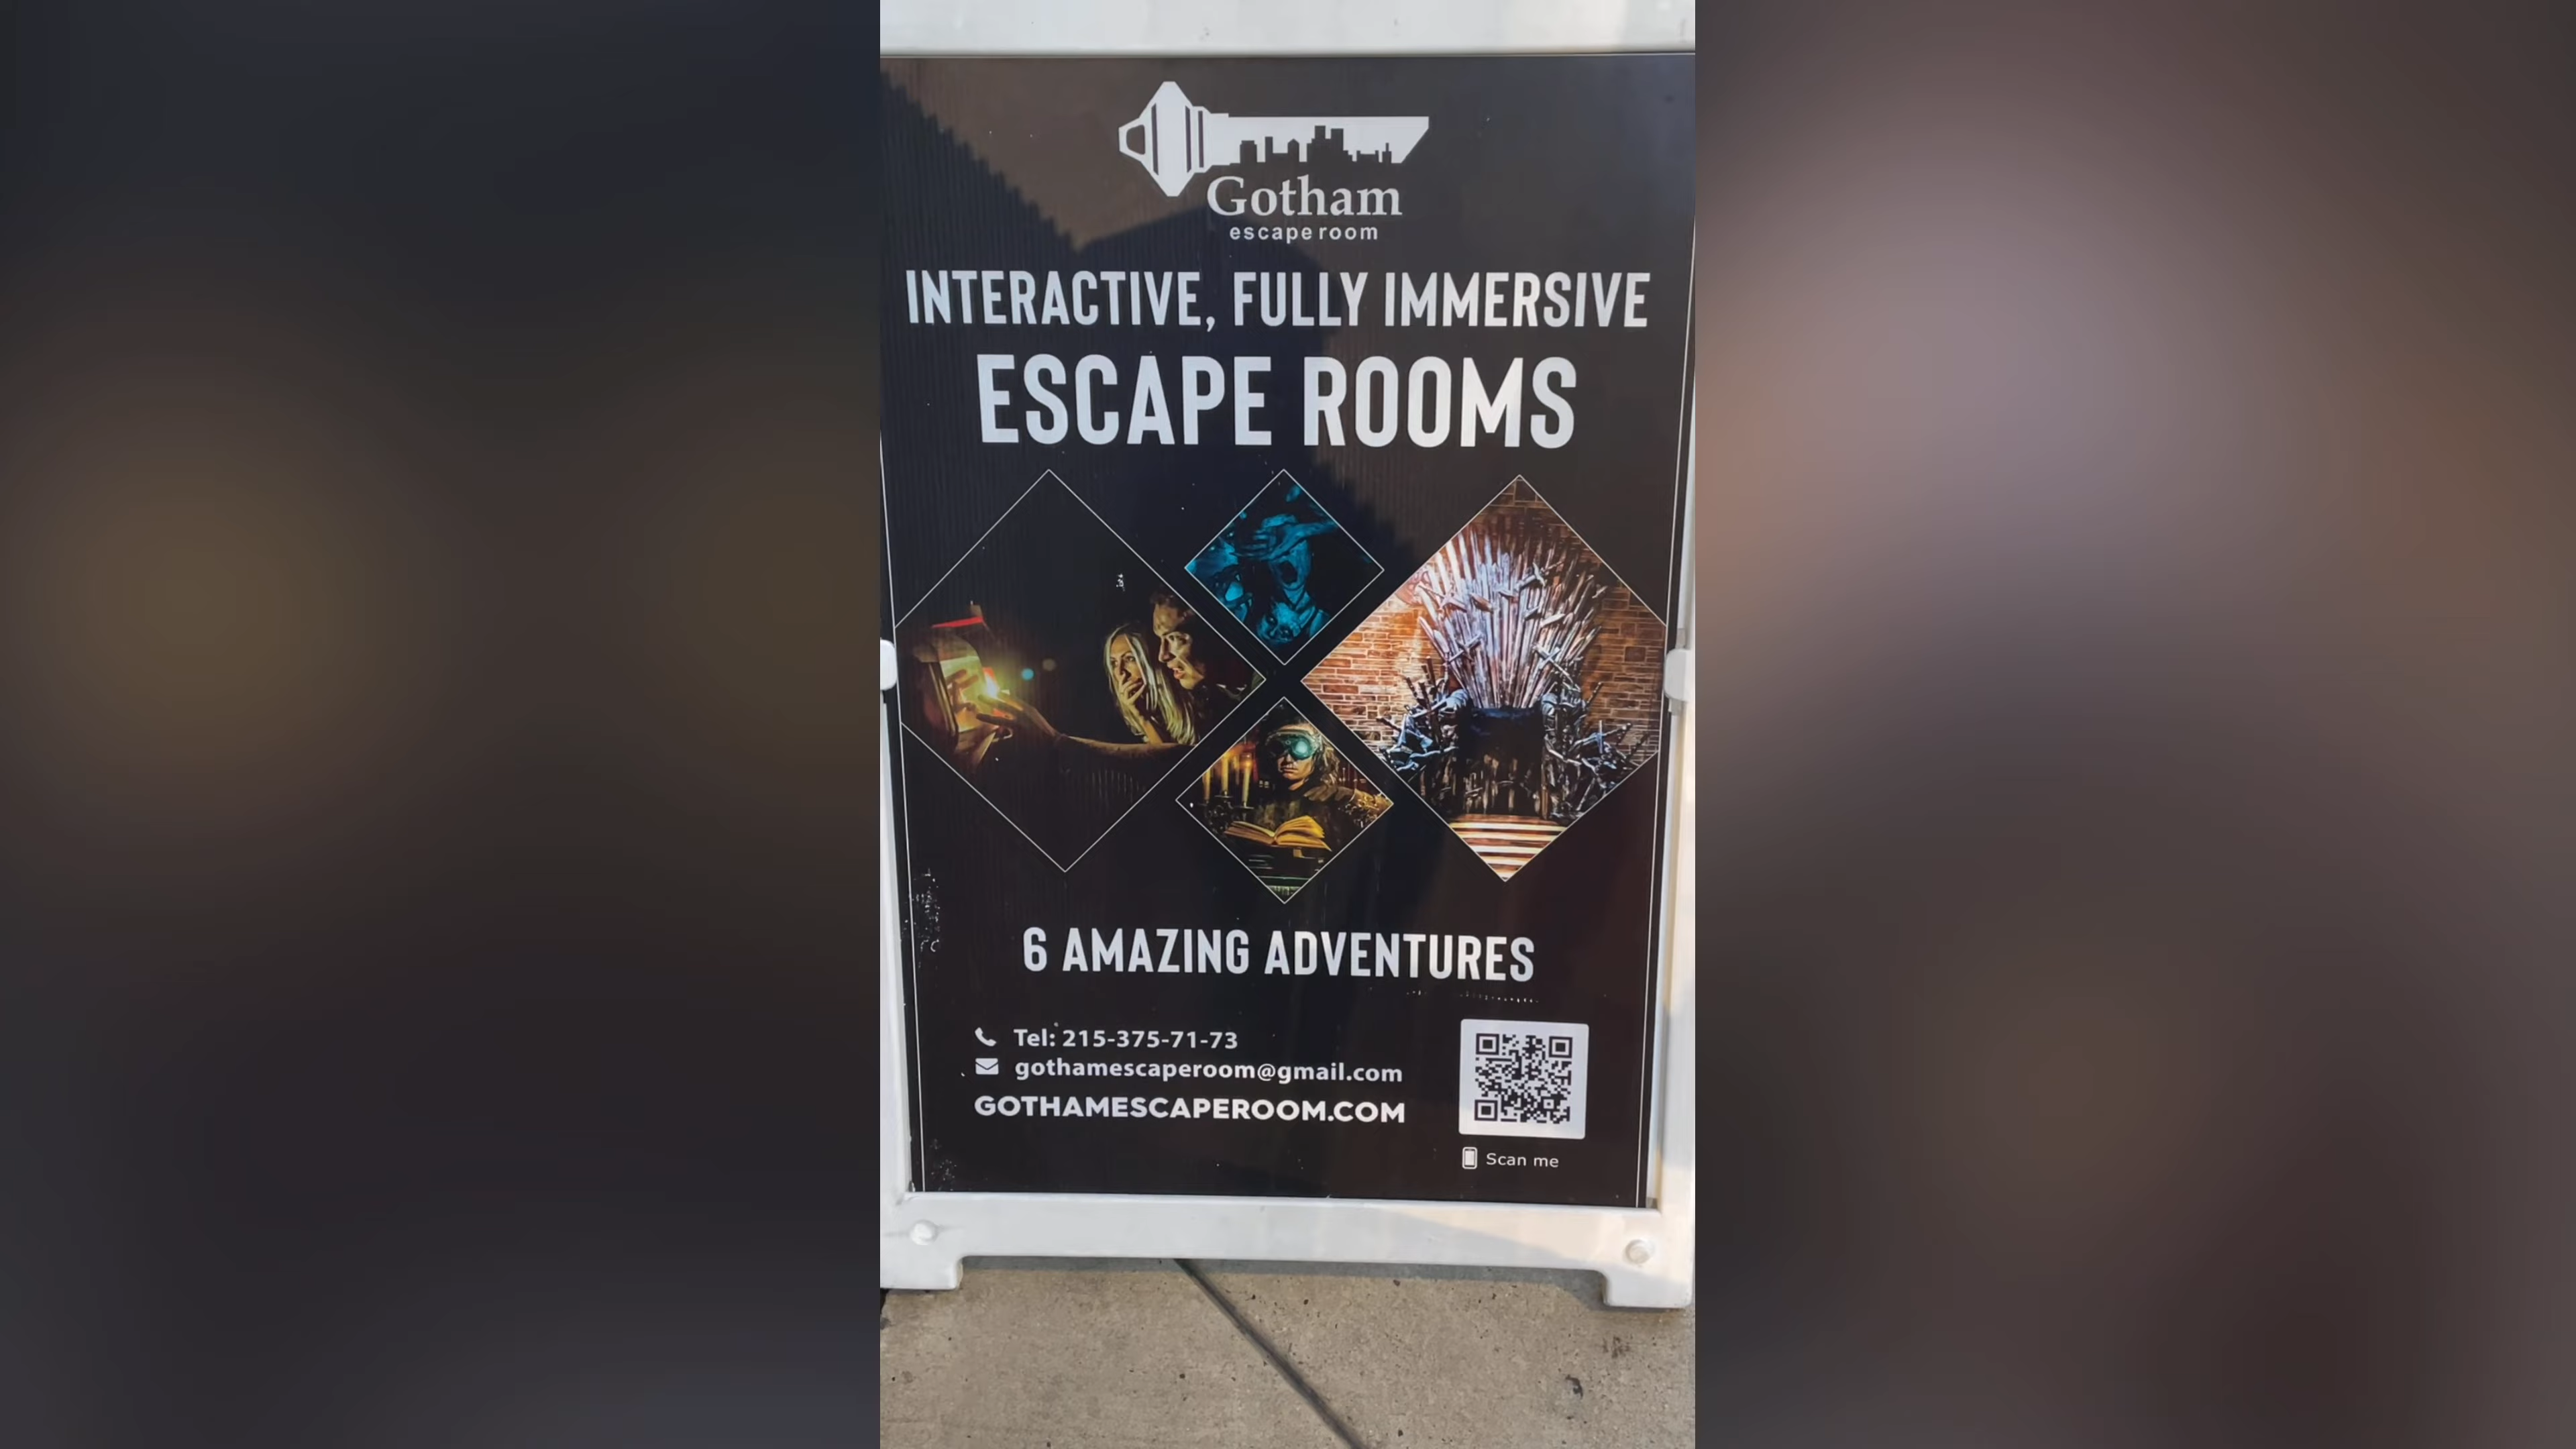 Gotham
escape room
INTERACTIVE, FULLY IMMERSIVE
ESCAPE ROOMS
6 AMAZING ADVENTURES
Tel: 215-375-71-73
gothamescaperoom@gmail.com
GOTHAMESCAPEROOM.COM
Scan me